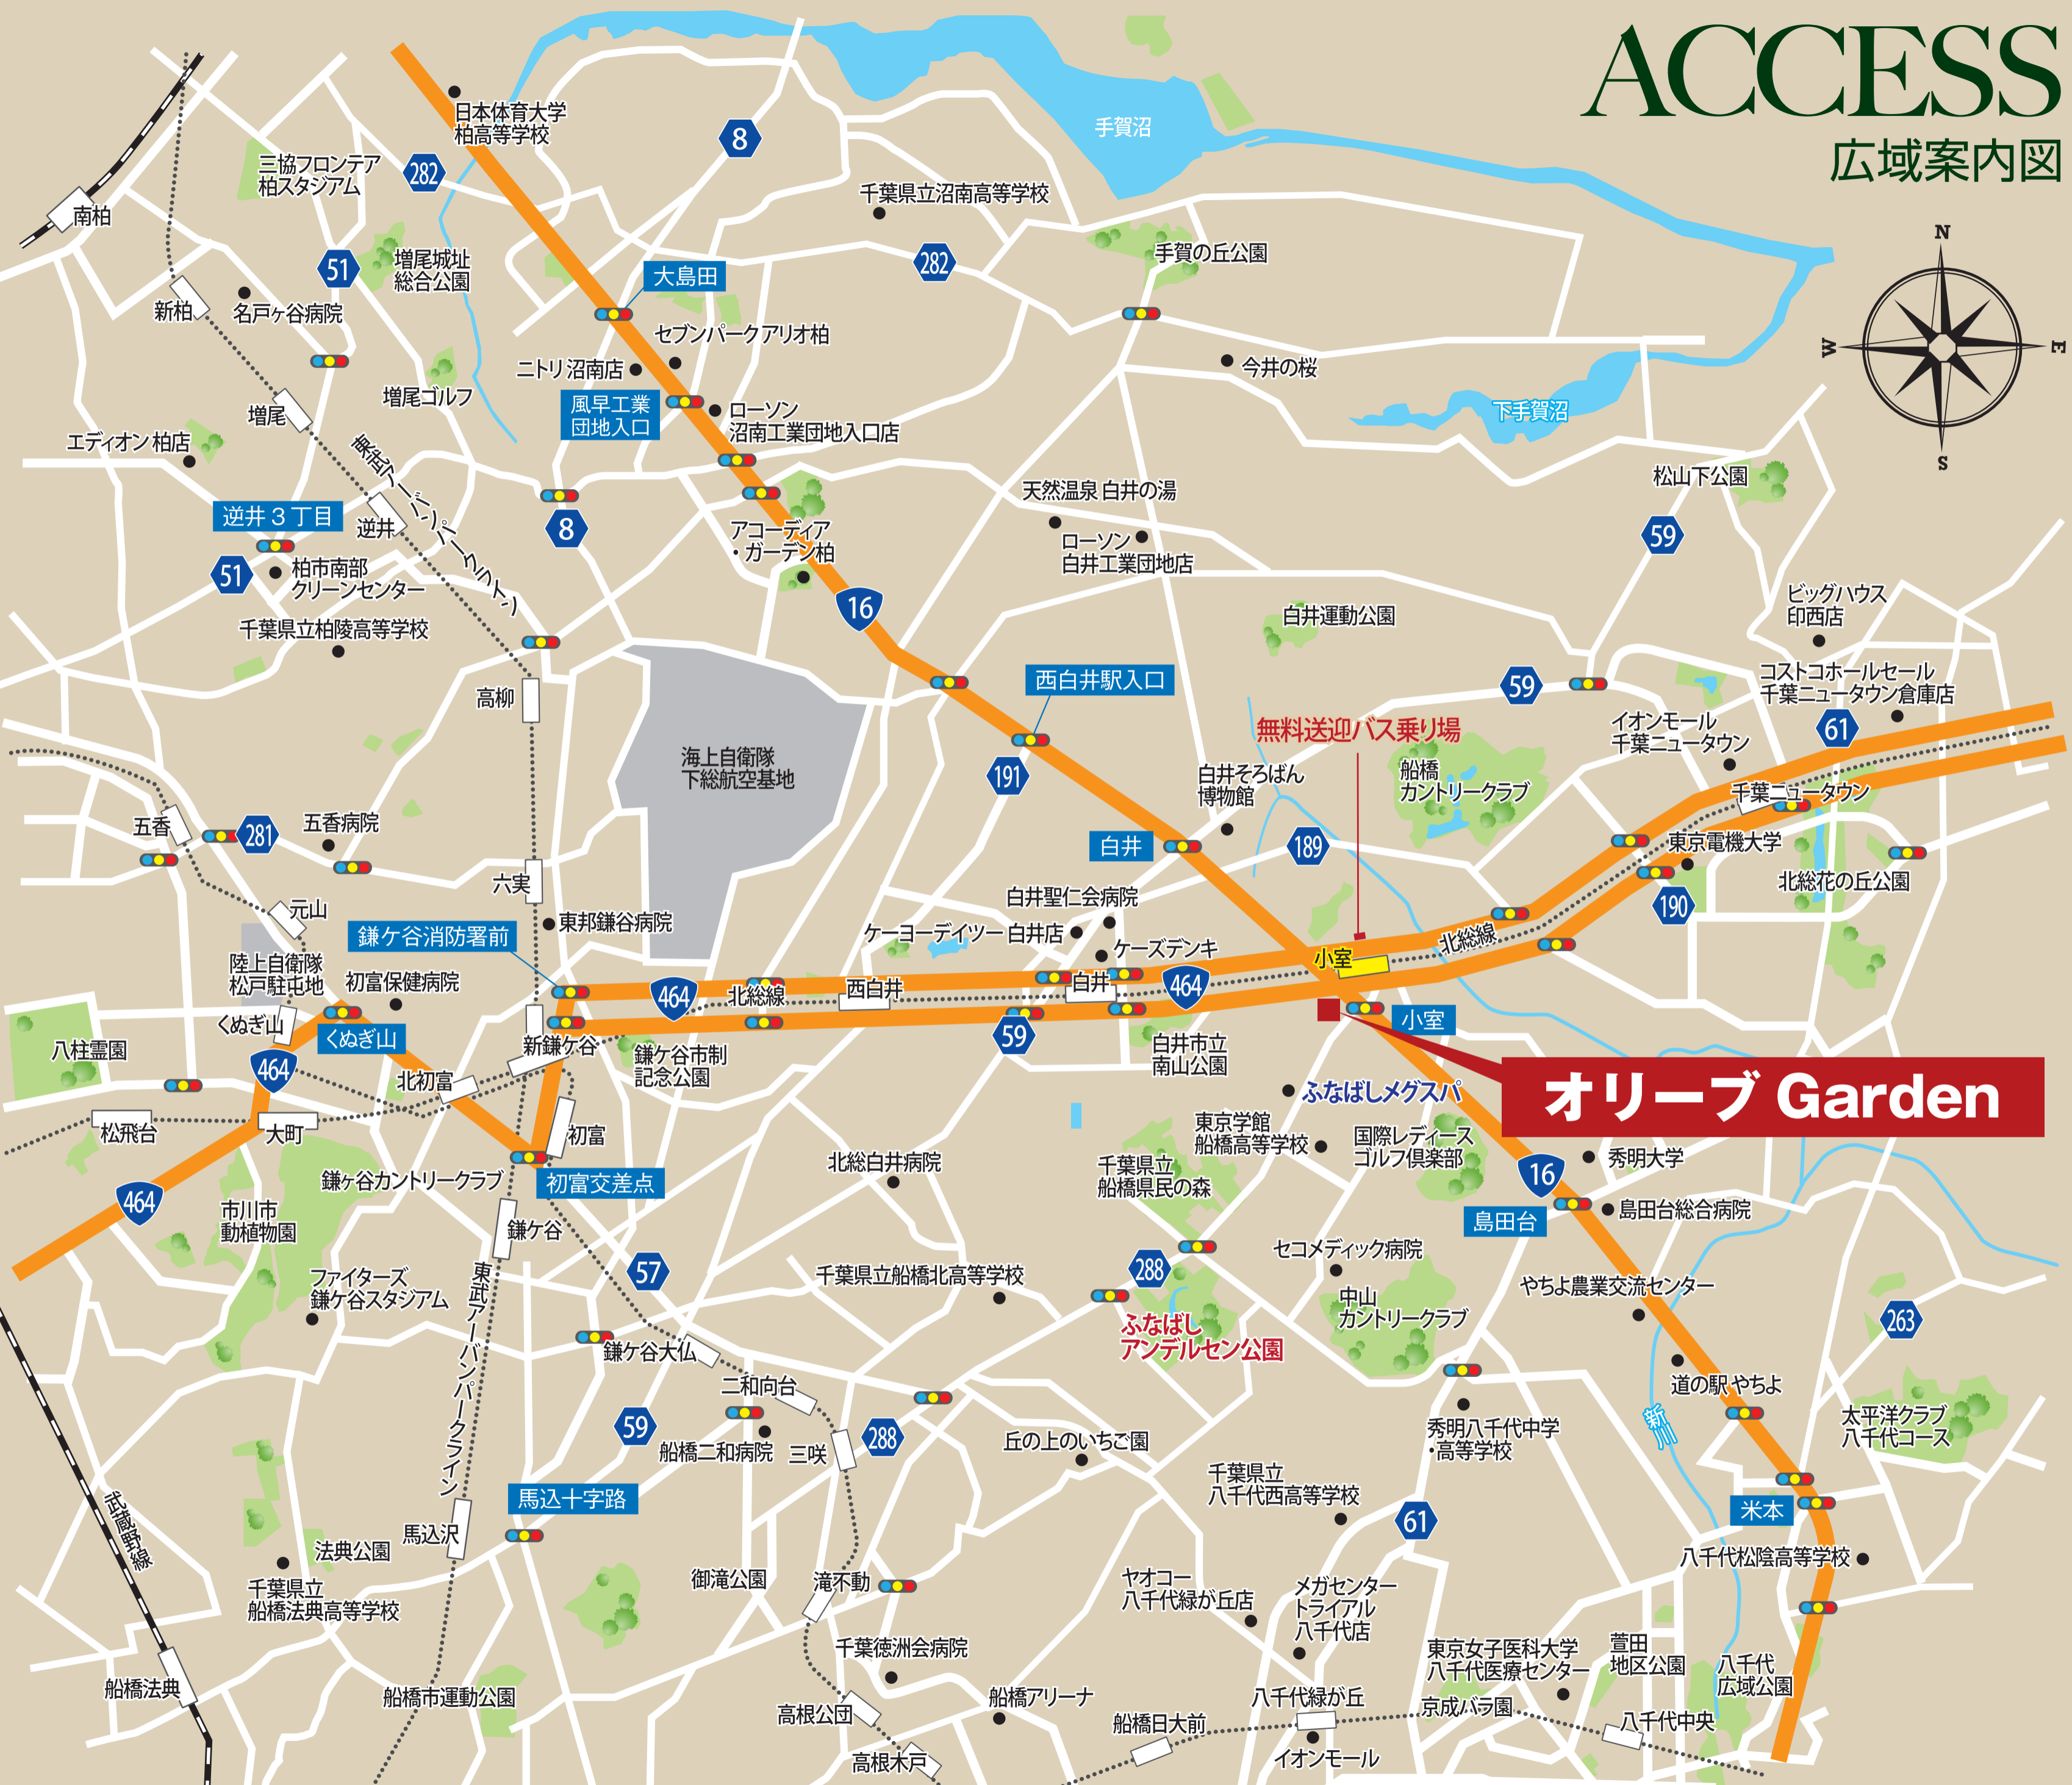 ACCESS
広域案内図
N
W
E
S
日本体育大学
柏高等学校
8
手賀沼
三協フロンテア
柏スタジアム
282
千葉県立沼南高等学校
南柏
51
増尾城址
総合公園
282
手賀の丘公園
大島田
新柏
名戸ヶ谷病院
セブンパークアリオ柏
ニトリ 沼南店
今井の桜
増尾ゴルフ
増尾
風早工業
団地入口
ローソン
沼南工業団地入口店
下手賀沼
エディオン 柏店
東武アーバンパークライン
松山下公園
天然温泉 白井の湯
逆井3丁目
逆井
8
アコーディア
・ガーデン柏
ローソン
白井工業団地店
59
51
柏市南部
クリーンセンター
16
ビッグハウス
印西店
千葉県立柏陵高等学校
白井運動公園
高柳
西白井駅入口
59
コストコホールセール
千葉ニュータウン倉庫店
61
イオンモール
千葉ニュータウン
無料送迎バス乗り場
海上自衛隊
下総航空基地
191
白井そろばん
博物館
船橋
カントリークラブ
千葉ニュータウン
五香
281
五香病院
白井
189
東京電機大学
六実
北総花の丘公園
元山
東邦鎌谷病院
白井聖仁会病院
190
鎌ケ谷消防署前
ケーヨーデイツー 白井店
ケーズデンキ
北総線
小室
陸上自衛隊
松戸駐屯地
初富保健病院
464
北総線
西白井
白井
464
くぬぎ山
くぬぎ山
小室
新鎌ケ谷
59
八柱霊園
鎌ケ谷市制
記念公園
白井市立
南山公園
464
北初富
ふなばしメグスパ
オリーブ Garden
松飛台
大町
初富
東京学館
船橋高等学校
国際レディース
ゴルフ倶楽部
鎌ケ谷カントリークラブ
初富交差点
北総白井病院
千葉県立
船橋県民の森
16
秀明大学
464
市川市
動植物園
鎌ケ谷
島田台
島田台総合病院
57
288
セコメディック病院
ファイターズ
鎌ケ谷スタジアム
東武アーバンパークライン
千葉県立船橋北高等学校
中山
カントリークラブ
やちよ農業交流センター
263
鎌ケ谷大仏
ふなばし
アンデルセン公園
二和向台
道の駅 やちよ
59
船橋二和病院
三咲
288
丘の上のいちご園
秀明八千代中学
・高等学校
新川
太平洋クラブ
八千代コース
馬込十字路
千葉県立
八千代西高等学校
武蔵野線
馬込沢
61
米本
法典公園
八千代松陰高等学校
千葉県立
船橋法典高等学校
御滝公園
滝不動
ヤオコー
八千代緑が丘店
メガセンター
トライアル
八千代店
千葉徳洲会病院
東京女子医科大学
八千代医療センター
萱田
地区公園
八千代
広域公園
船橋法典
船橋市運動公園
高根公団
船橋アリーナ
八千代緑が丘
京成バラ園
船橋日大前
八千代中央
高根木戸
イオンモール